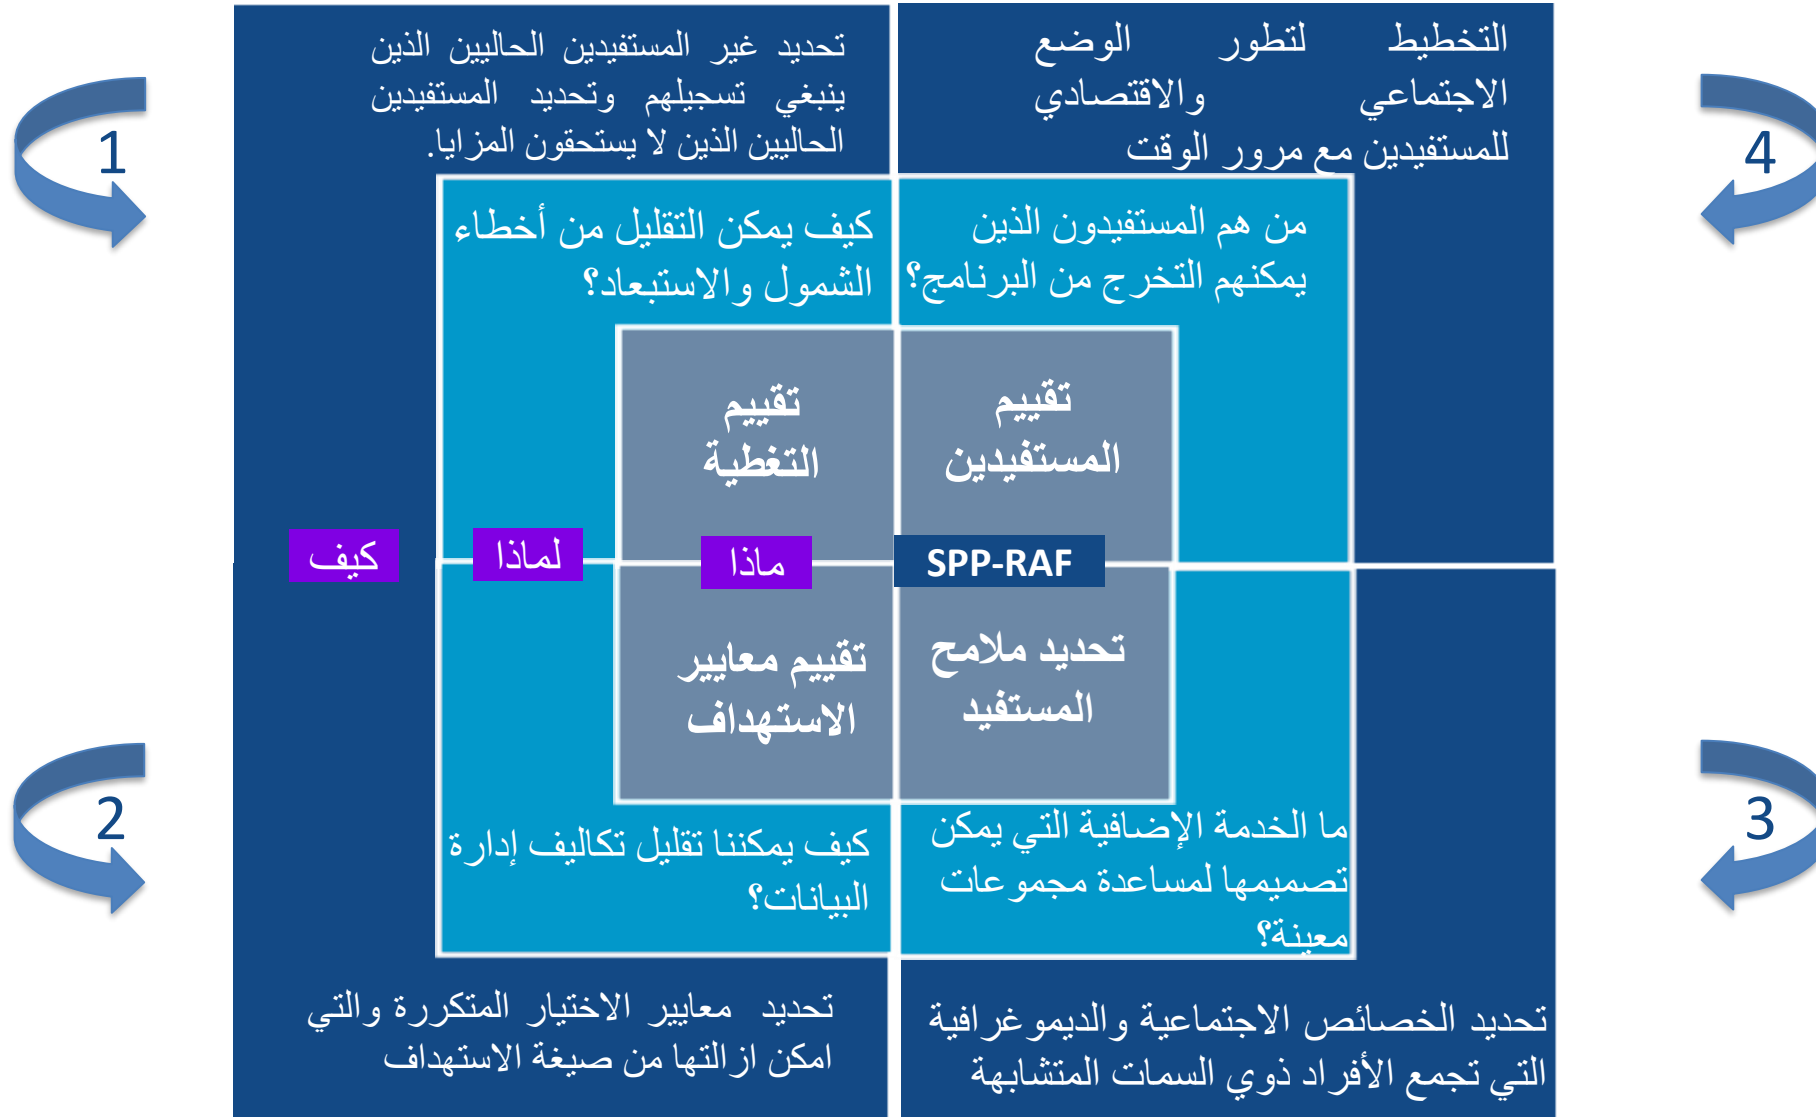 1
تحديد غير المستفيدين الحاليين الذين
ينبغي تسجيلهم وتحديد المستفيدين
الحاليين الذين لا يستحقون المزايا.
كيف يمكن التقليل من أخطاء
الشمول والاستبعاد؟
تقييم
التغطية
4
التخطيط لتطور الوضع
الاجتماعي والاقتصادي
للمستفيدين مع مرور الوقت
من هم المستفيدون الذين
يمكنهم التخرج من البرنامج؟
تقييم
المستفيدين
كيف
لماذا
ماذا
SPP-RAF
2
تقييم معايير
الاستهداف
كيف يمكننا تقليل تكاليف إدارة
البيانات؟
تحديد معايير الاختيار المتكررة والتي
امكن ازالتها من صيغة الاستهداف
3
تحديد ملامح
المستفيد
ما الخدمة الإضافية التي يمكن
تصميمها لمساعدة مجموعات
معينة؟
تحديد الخصائص الاجتماعية والديموغرافية
التي تجمع الأفراد ذوي السمات المتشابهة